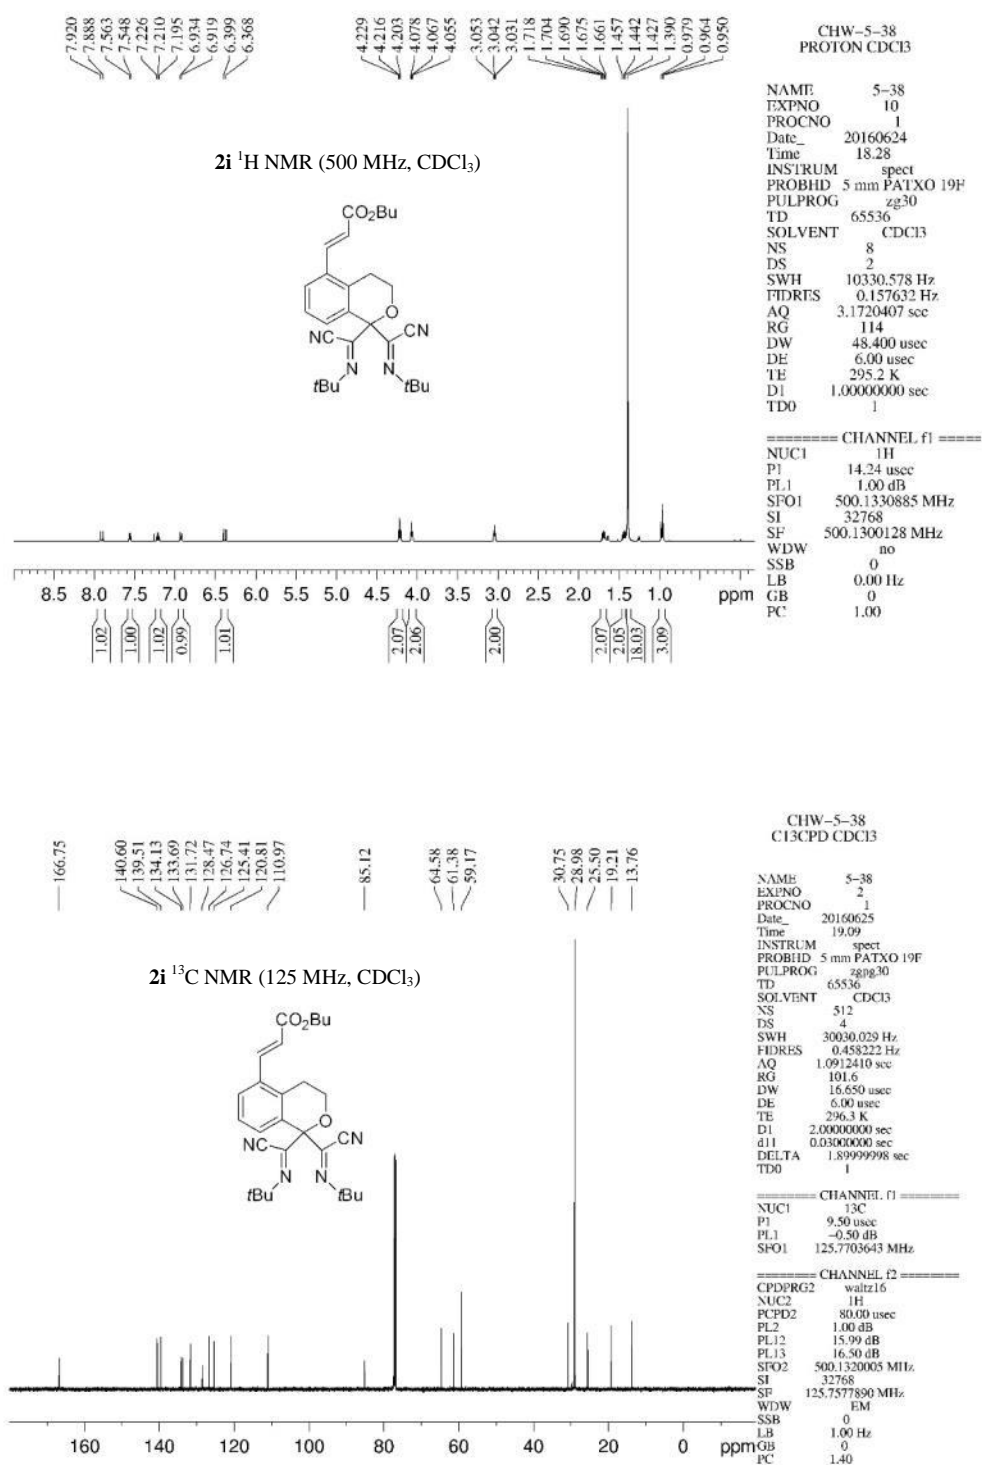 7.920
7.888
7.563
7.548
7.226
7.210
7.195
6.934
6.919
6.399
6.368
4.229
4.216
4.203
4.078
4.067
4.055
3.053
3.042
3.031
1.718
1.704
1.690
1.675
1.661
1.457
1.442
1.427
1.390
0.979
0.964
0.950
CHW-5-38
PROTON CDCl3
NAME 5-38
EXPNO 10
PROCNO 1
Date_ 20160624
Time 18.28
INSTRUM spect
PROBHD 5 mm PATXO 19F
PULPROG zg30
TD 65536
SOLVENT CDCl3
NS 8
DS 2
SWH 10330.578 Hz
FIDRES 0.157632 Hz
AQ 3.1720407 sec
RG 114
DW 48.400 usec
DE 6.00 usec
TE 295.2 K
D1 1.00000000 sec
TD0 1
======== CHANNEL f1 =====
NUC1 1H
P1 14.24 usec
PL1 1.00 dB
SFO1 500.1330885 MHz
SI 32768
SF 500.1300128 MHz
WDW no
SSB 0
LB 0.00 Hz
GB 0
PC 1.00
2i ¹H NMR (500 MHz, CDCl₃)
CO₂Bu
O
NC
CN
N
N
tBu
tBu
8.5 8.0 7.5 7.0 6.5 6.0 5.5 5.0 4.5 4.0 3.5 3.0 2.5 2.0 1.5 1.0 ppm
1.02
1.00
1.02
0.99
1.01
2.07
2.06
2.00
2.07
2.05
18.03
3.09
166.75
140.60
139.51
134.13
133.69
131.72
128.47
126.74
125.41
120.81
110.97
85.12
64.58
61.38
59.17
30.75
28.98
25.50
19.21
13.76
CHW-5-38
C13CPD CDCl3
NAME 5-38
EXPNO 2
PROCNO 1
Date_ 20160625
Time 19.09
INSTRUM spect
PROBHD 5 mm PATXO 19F
PULPROG zgpg30
TD 65536
SOLVENT CDCl3
NS 512
DS 4
SWH 30030.029 Hz
FIDRES 0.458222 Hz
AQ 1.0912410 sec
RG 101.6
DW 16.650 usec
DE 6.00 usec
TE 296.3 K
D1 2.00000000 sec
d11 0.03000000 sec
DELTA 1.89999998 sec
TD0 1
======== CHANNEL f1 ========
NUC1 13C
P1 9.50 usec
PL1 -0.50 dB
SFO1 125.7703643 MHz
======== CHANNEL f2 ========
CPDPRG2 waltz16
NUC2 1H
PCPD2 80.00 usec
PL2 1.00 dB
PL12 15.99 dB
PL13 16.50 dB
SFO2 500.1320005 MHz
SI 32768
SF 125.7577890 MHz
WDW EM
SSB 0
LB 1.00 Hz
GB 0
PC 1.40
2i ¹³C NMR (125 MHz, CDCl₃)
CO₂Bu
O
NC
CN
N
N
tBu
tBu
160 140 120 100 80 60 40 20 0 ppm